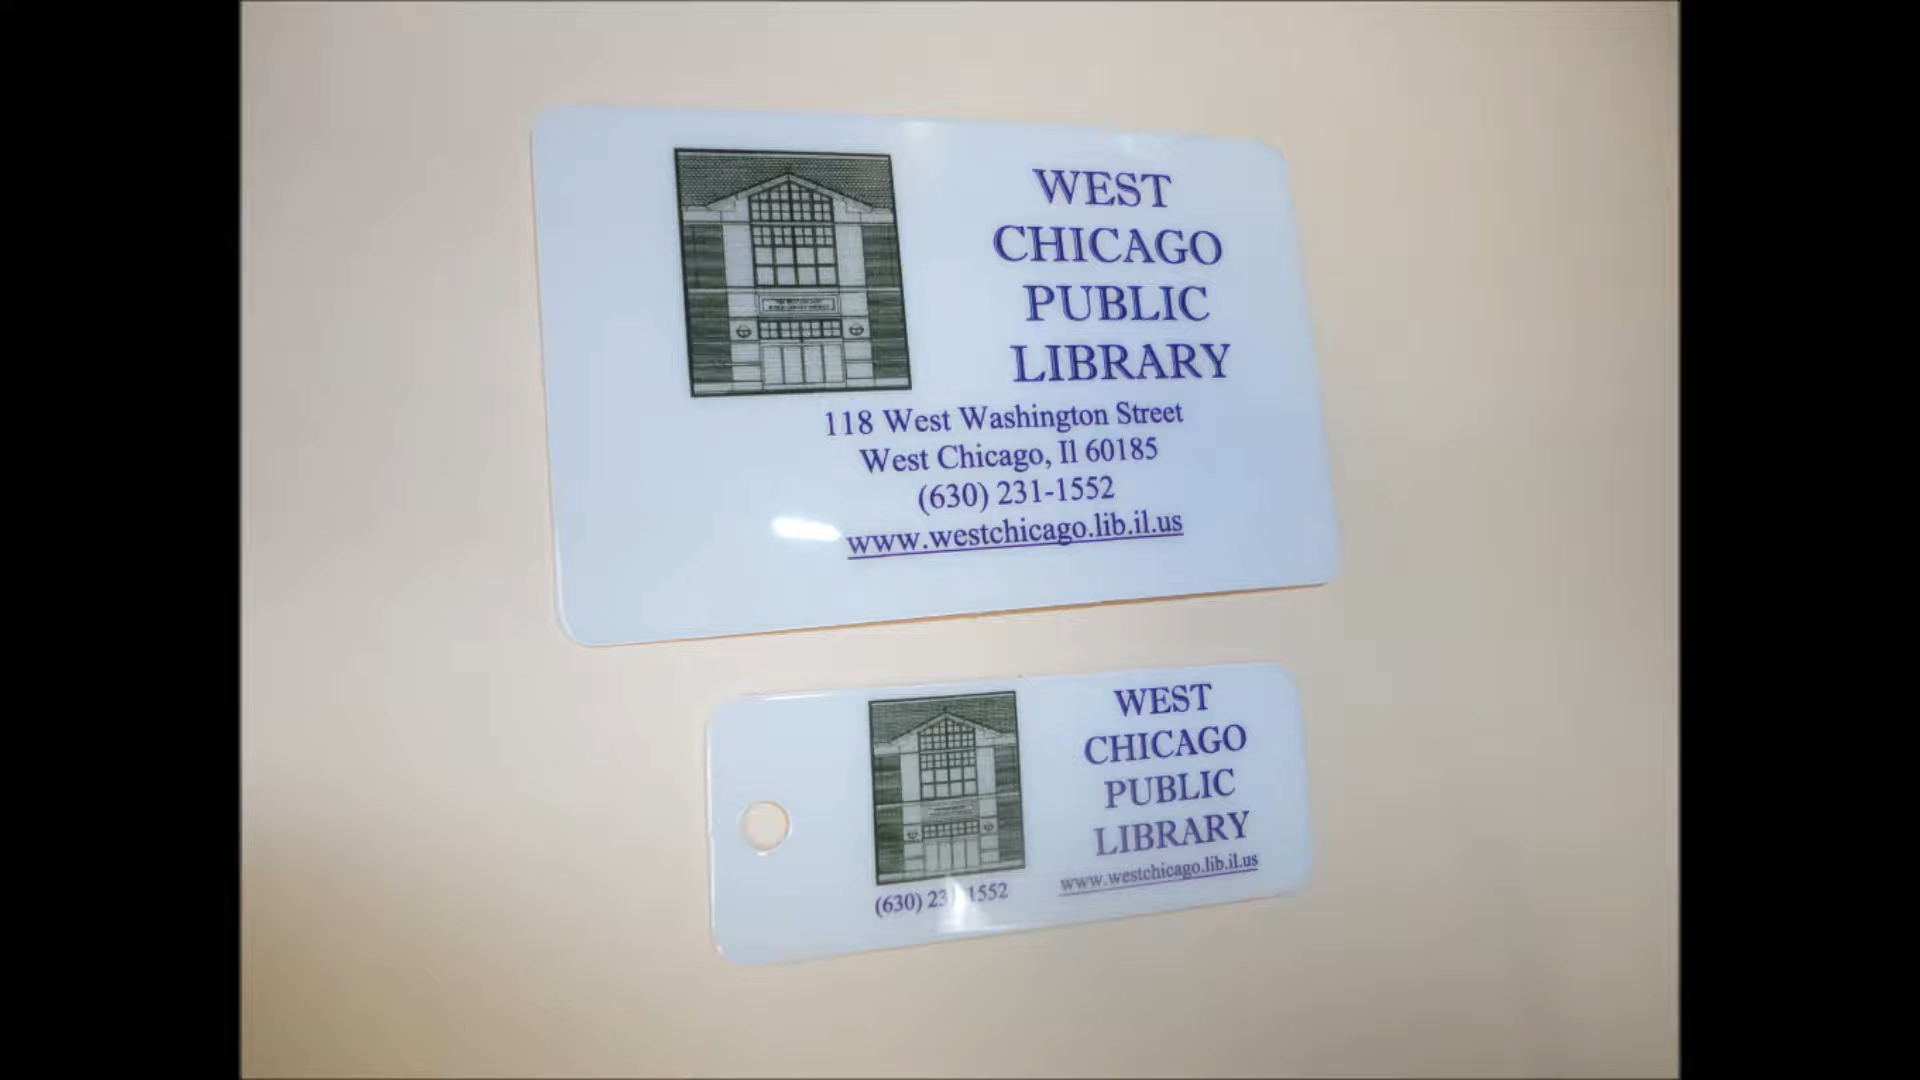 WEST
CHICAGO
PUBLIC
LIBRARY
118 West Washington Street
West Chicago, Il 60185
(630) 231-1552
www.westchicago.lib.il.us
WEST
CHICAGO
PUBLIC
LIBRARY
www.westchicago.lib.il.us
(630) 23 1552